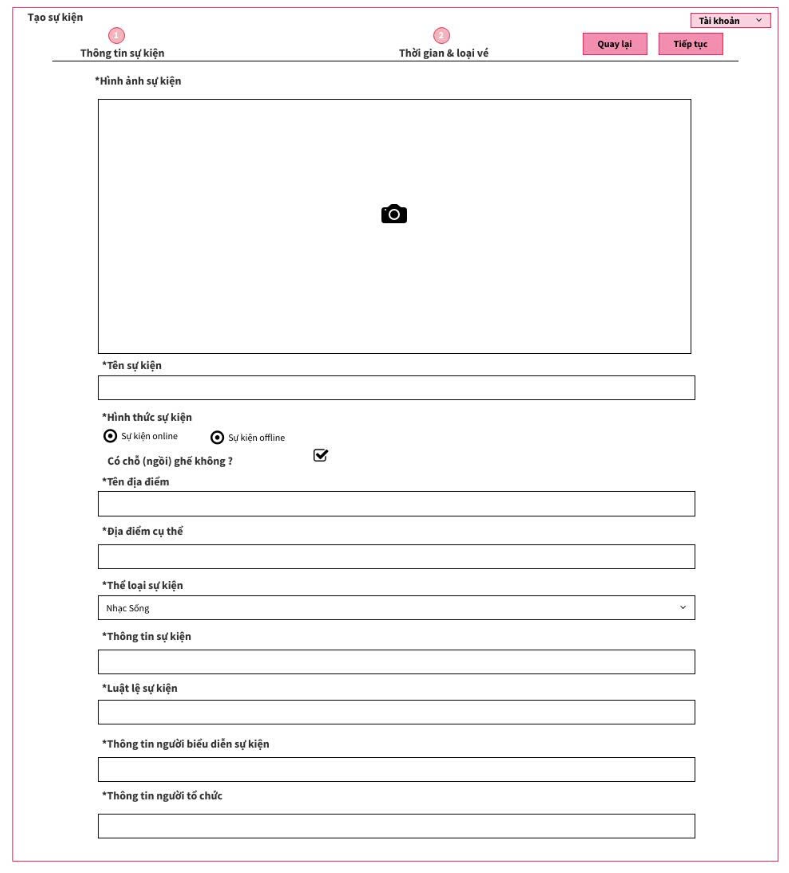 Tạo sự kiện
Tài khoản
1
2
Thông tin sự kiện
Thời gian & loại vé
Quay lại
Tiếp tục
*Hình ảnh sự kiện
*Tên sự kiện
*Hình thức sự kiện
Sự kiện online
Sự kiện offline
Có chỗ (ngồi) ghế không ?
*Tên địa điểm
*Địa điểm cụ thể
*Thể loại sự kiện
Nhạc Sống
*Thông tin sự kiện
*Luật lệ sự kiện
*Thông tin người biểu diễn sự kiện
*Thông tin người tổ chức